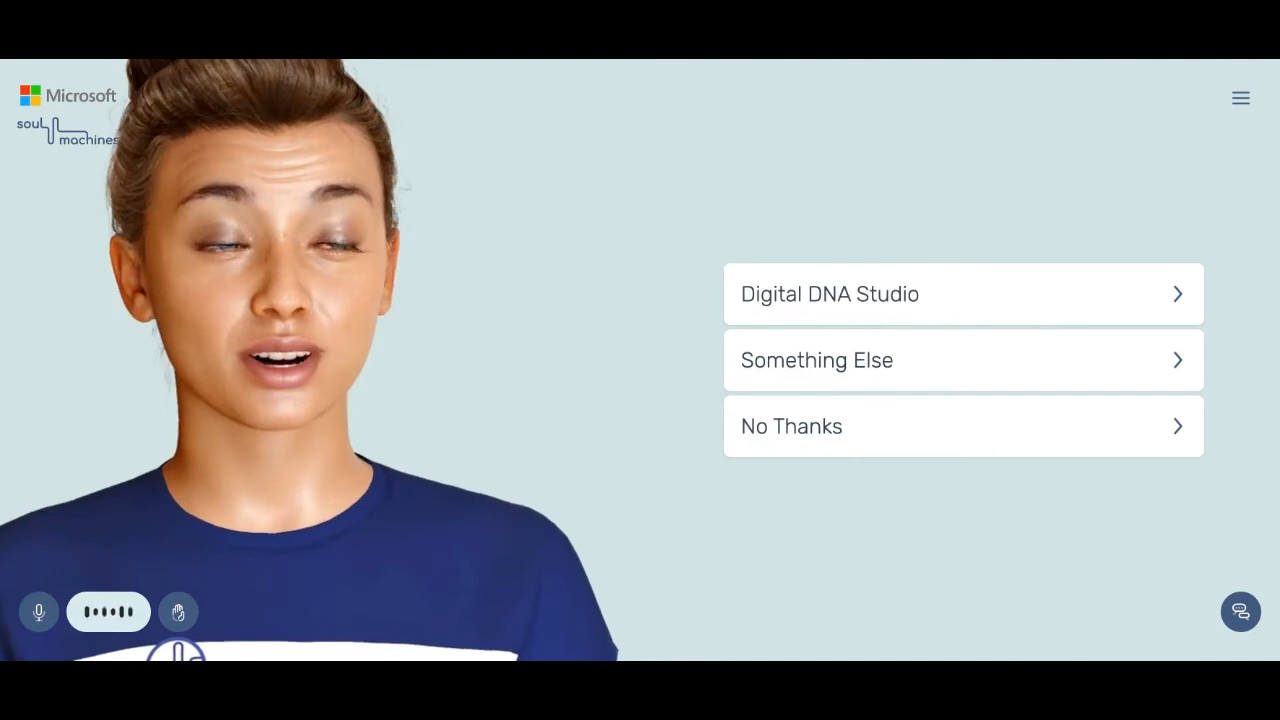 Microsoft
soul machines
Digital DNA Studio
Something Else
No Thanks